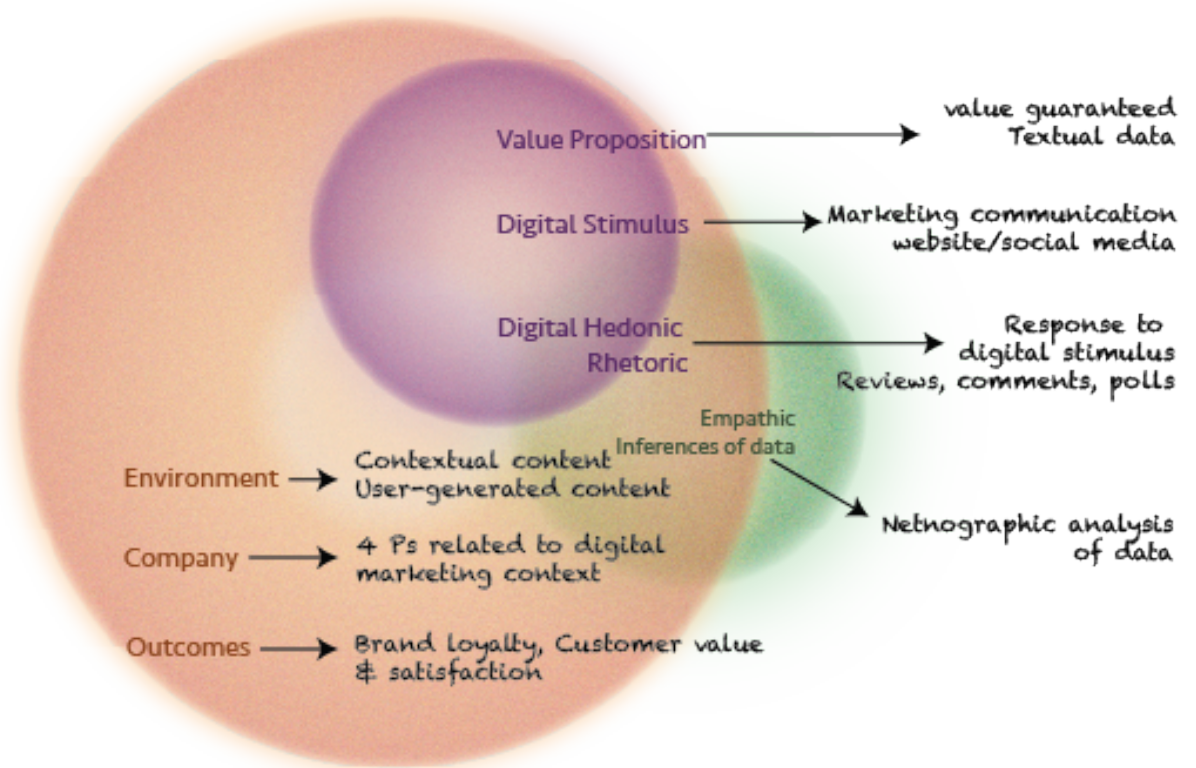 Value Proposition
value guaranteed
Textual data
Digital Stimulus
Marketing communication
website/social media
Digital Hedonic
Rhetoric
Response to
digital stimulus
Reviews, comments, polls
Empathic
Inferences of data
Netnographic analysis
of data
Environment
Contextual content
User-generated content
Company
4 Ps related to digital
marketing context
Outcomes
Brand loyalty, Customer value
& satisfaction